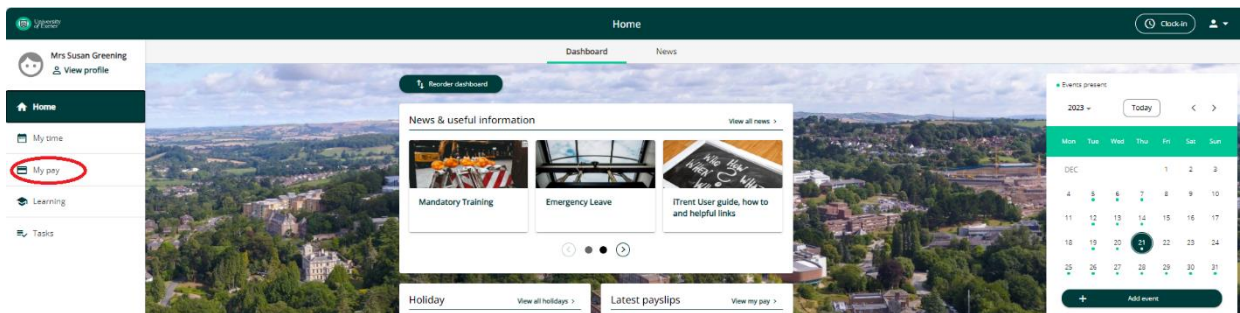 University
of Exeter
Home
Clock-in
Mrs Susan Greening
View profile
Dashboard
News
Home
My time
My pay
Learning
Tasks
Reorder dashboard
News & useful information
View all news >
Mandatory Training
Emergency Leave
iTrent User guide, how to
and helpful links
Holiday
View all holidays >
Latest payslips
View my pay >
Events present
2023
Today
Mon Tue Wed Thu Fri Sat Sun
DEC 1 2 3
4 5 6 7 8 9 10
11 12 13 14 15 16 17
18 19 20 21 22 23 24
25 26 27 28 29 30 31
+ Add event